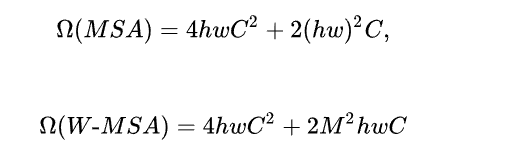 Ω(MSA) = 4hwC² + 2(hw)²C,
Ω(W-MSA) = 4hwC² + 2M²hwC